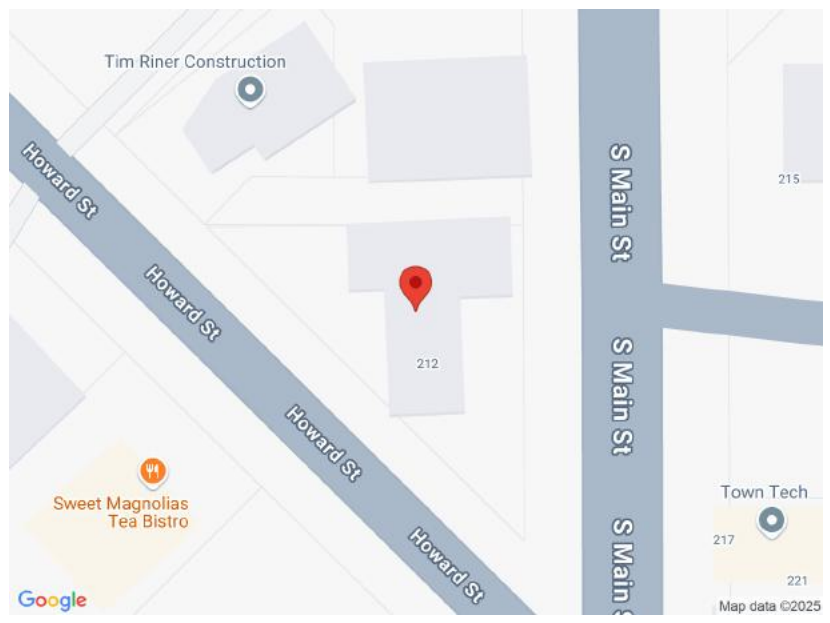 Tim Riner Construction
Howard St
S Main St
215
Howard St
212
S Main St
Howard St
Sweet Magnolias
Tea Bistro
Town Tech
217
221
Howard St
S Main S
Google
Map data ©2025